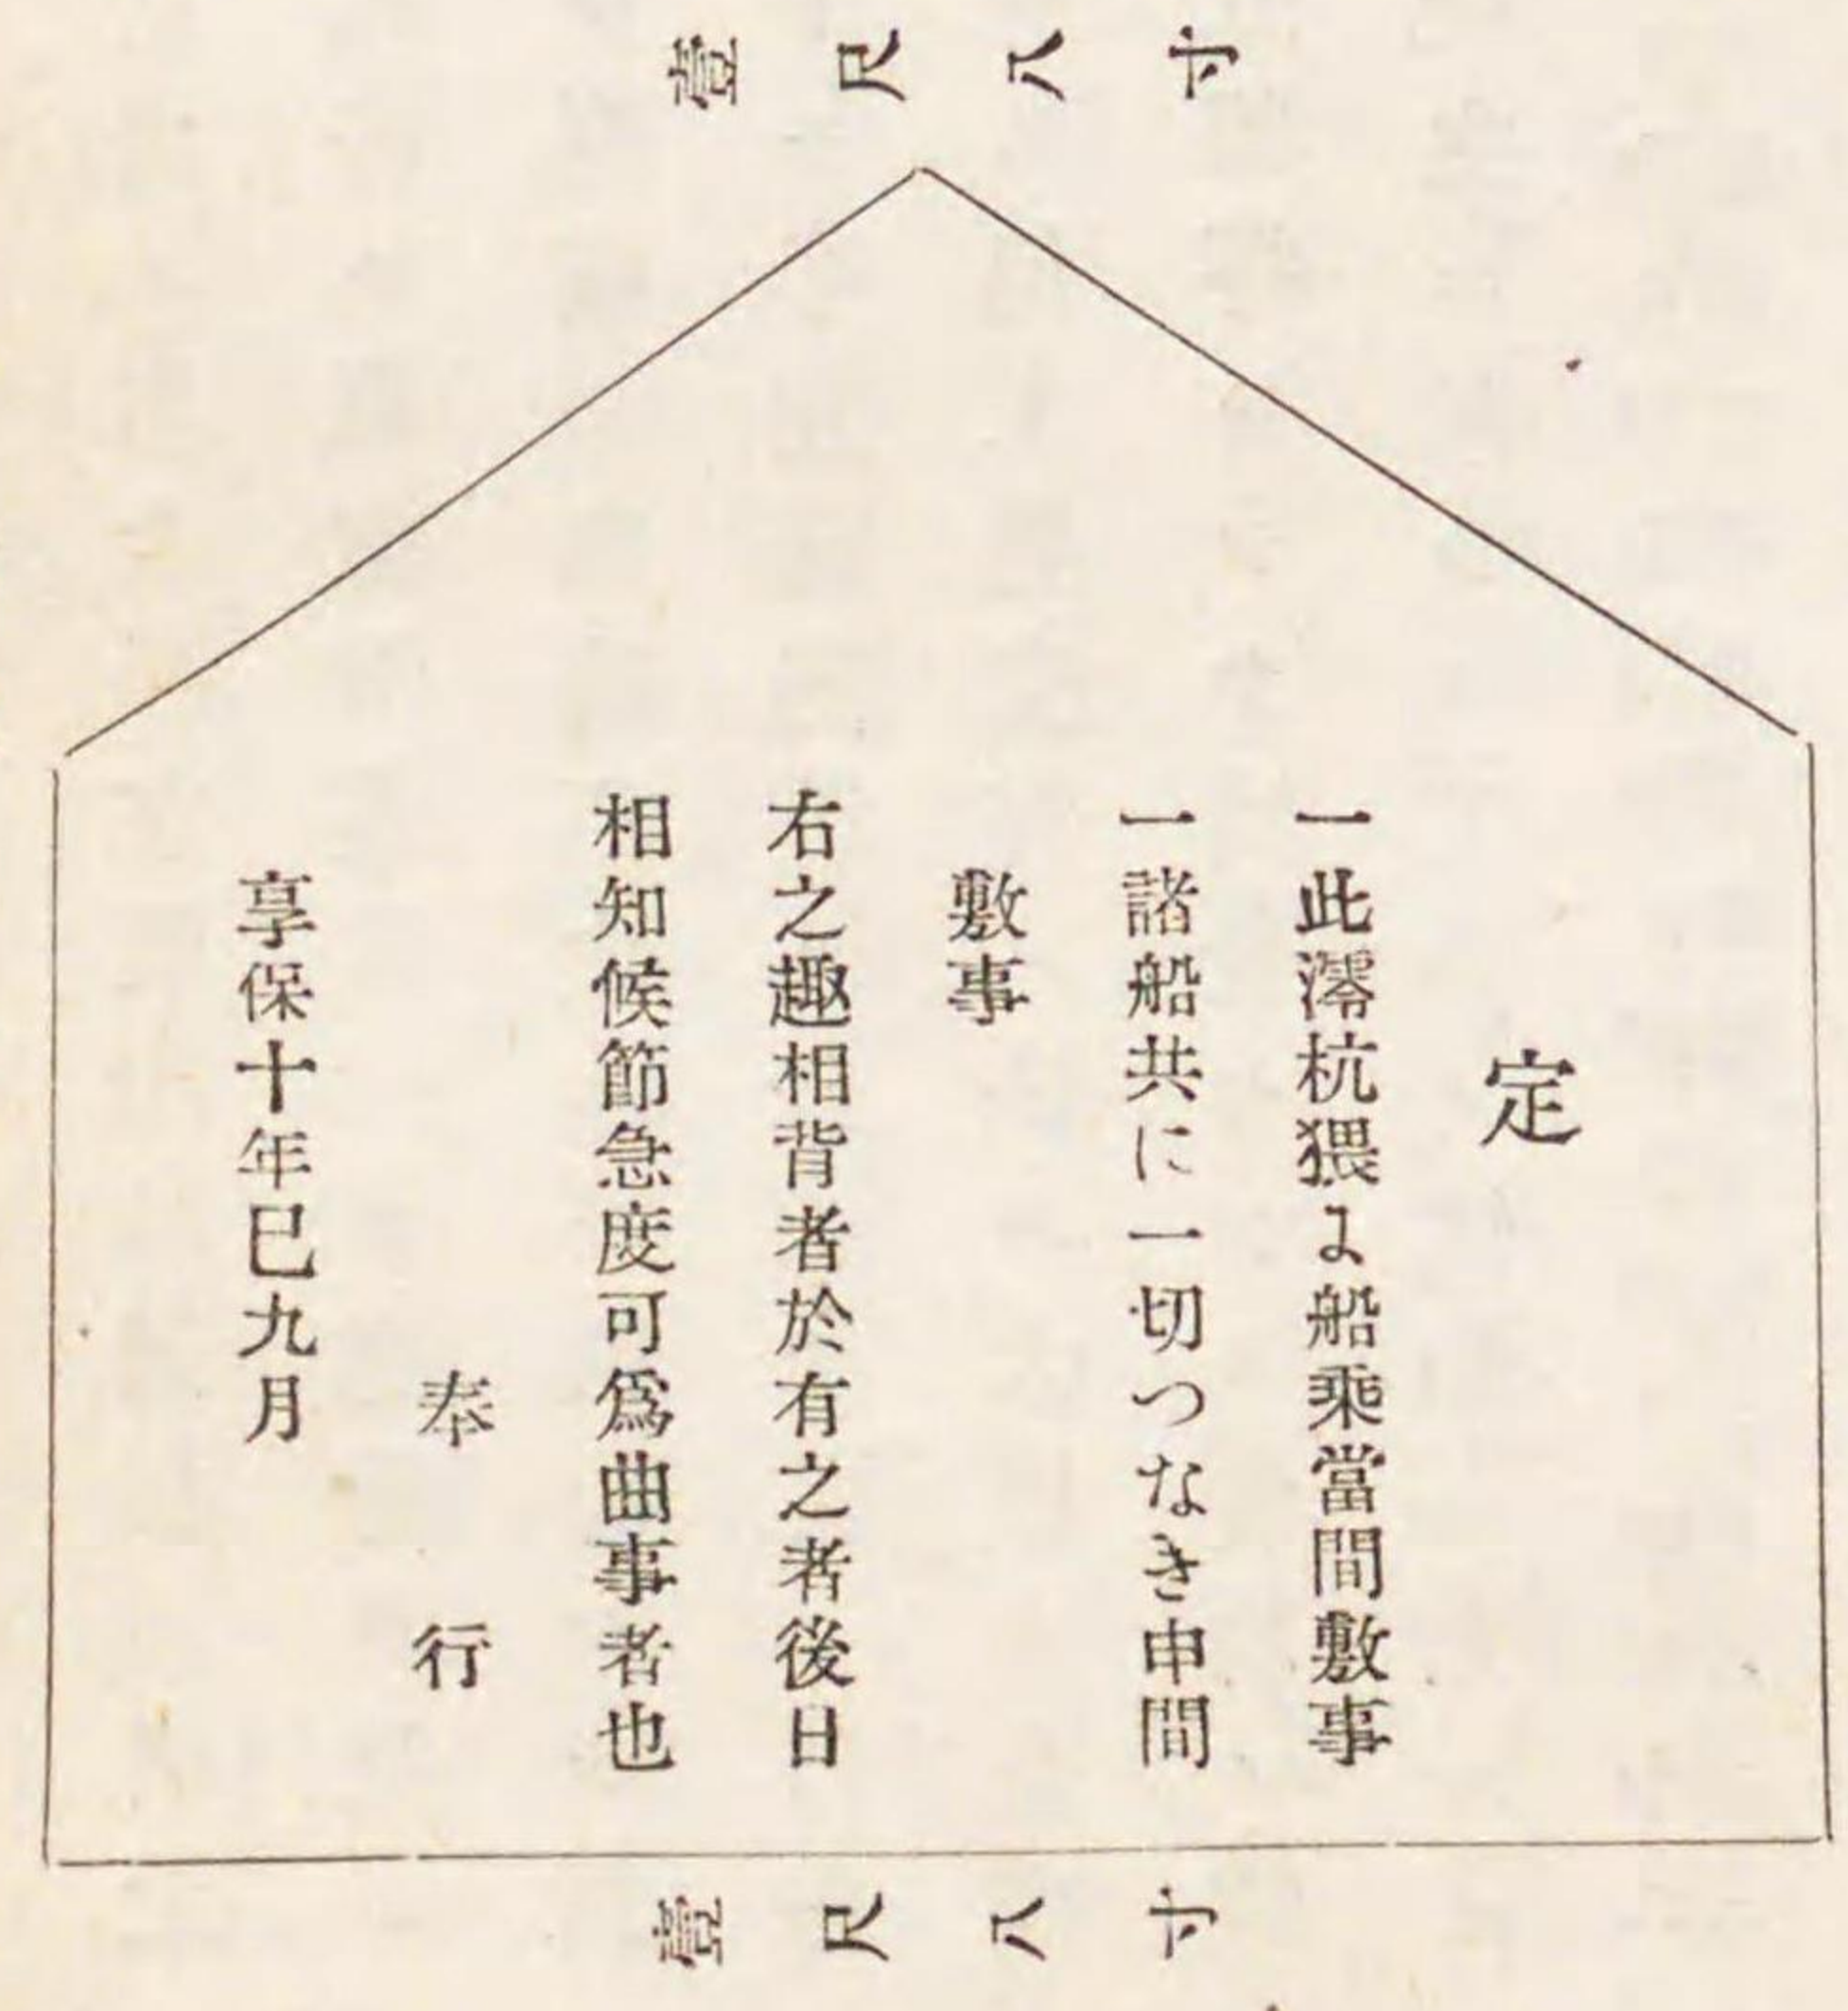 壹尺八寸
定
一此澪杭猥よ船乘當間敷事
一諸船共に一切つなき申間
敷事
右之趣相背者於有之者後日
相知候節急度可爲曲事者也
奉行
享保十年巳九月
壹尺八寸